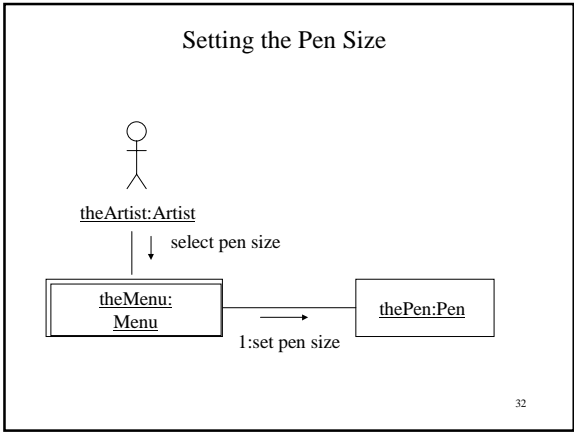 Setting the Pen Size
theArtist:Artist
select pen size
theMenu:
Menu
thePen:Pen
1:set pen size
32